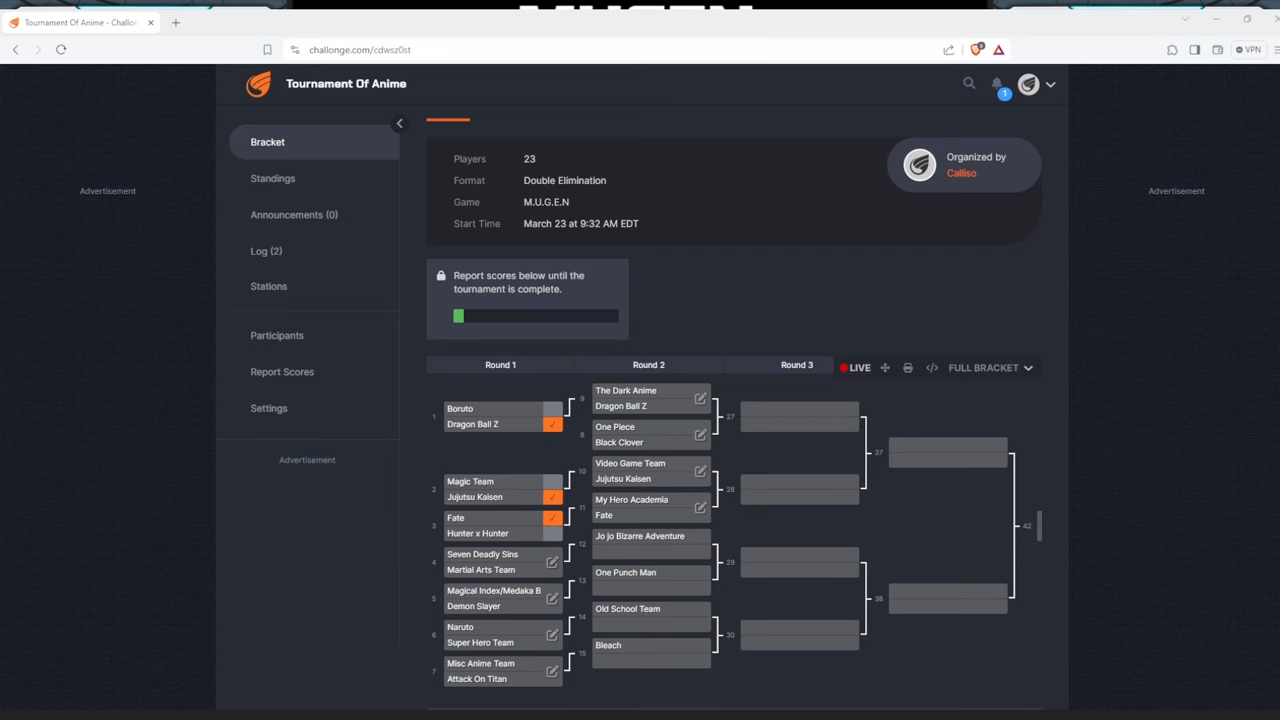 MUGEN
Tournament Of Anime - Challon
challonge.com/cdwsz0st
VPN
Tournament Of Anime
1
Bracket
Standings
Announcements (0)
Log (2)
Stations
Participants
Report Scores
Settings
Advertisement
Advertisement
Advertisement
Players 23
Format Double Elimination
Game M.U.G.E.N
Start Time March 23 at 9:32 AM EDT
Organized by
Calliso
Report scores below until the
tournament is complete.
Round 1 Round 2 Round 3
LIVE
FULL BRACKET
1
Boruto
Dragon Ball Z
2
Magic Team
Jujutsu Kaisen
3
Fate
Hunter x Hunter
4
Seven Deadly Sins
Martial Arts Team
5
Magical Index/Medaka B
Demon Slayer
6
Naruto
Super Hero Team
7
Misc Anime Team
Attack On Titan
9
The Dark Anime
Dragon Ball Z
8
One Piece
Black Clover
10
Video Game Team
Jujutsu Kaisen
11
My Hero Academia
Fate
12
Jo jo Bizarre Adventure
13
One Punch Man
14
Old School Team
15
Bleach
27
28
29
30
37
38
42